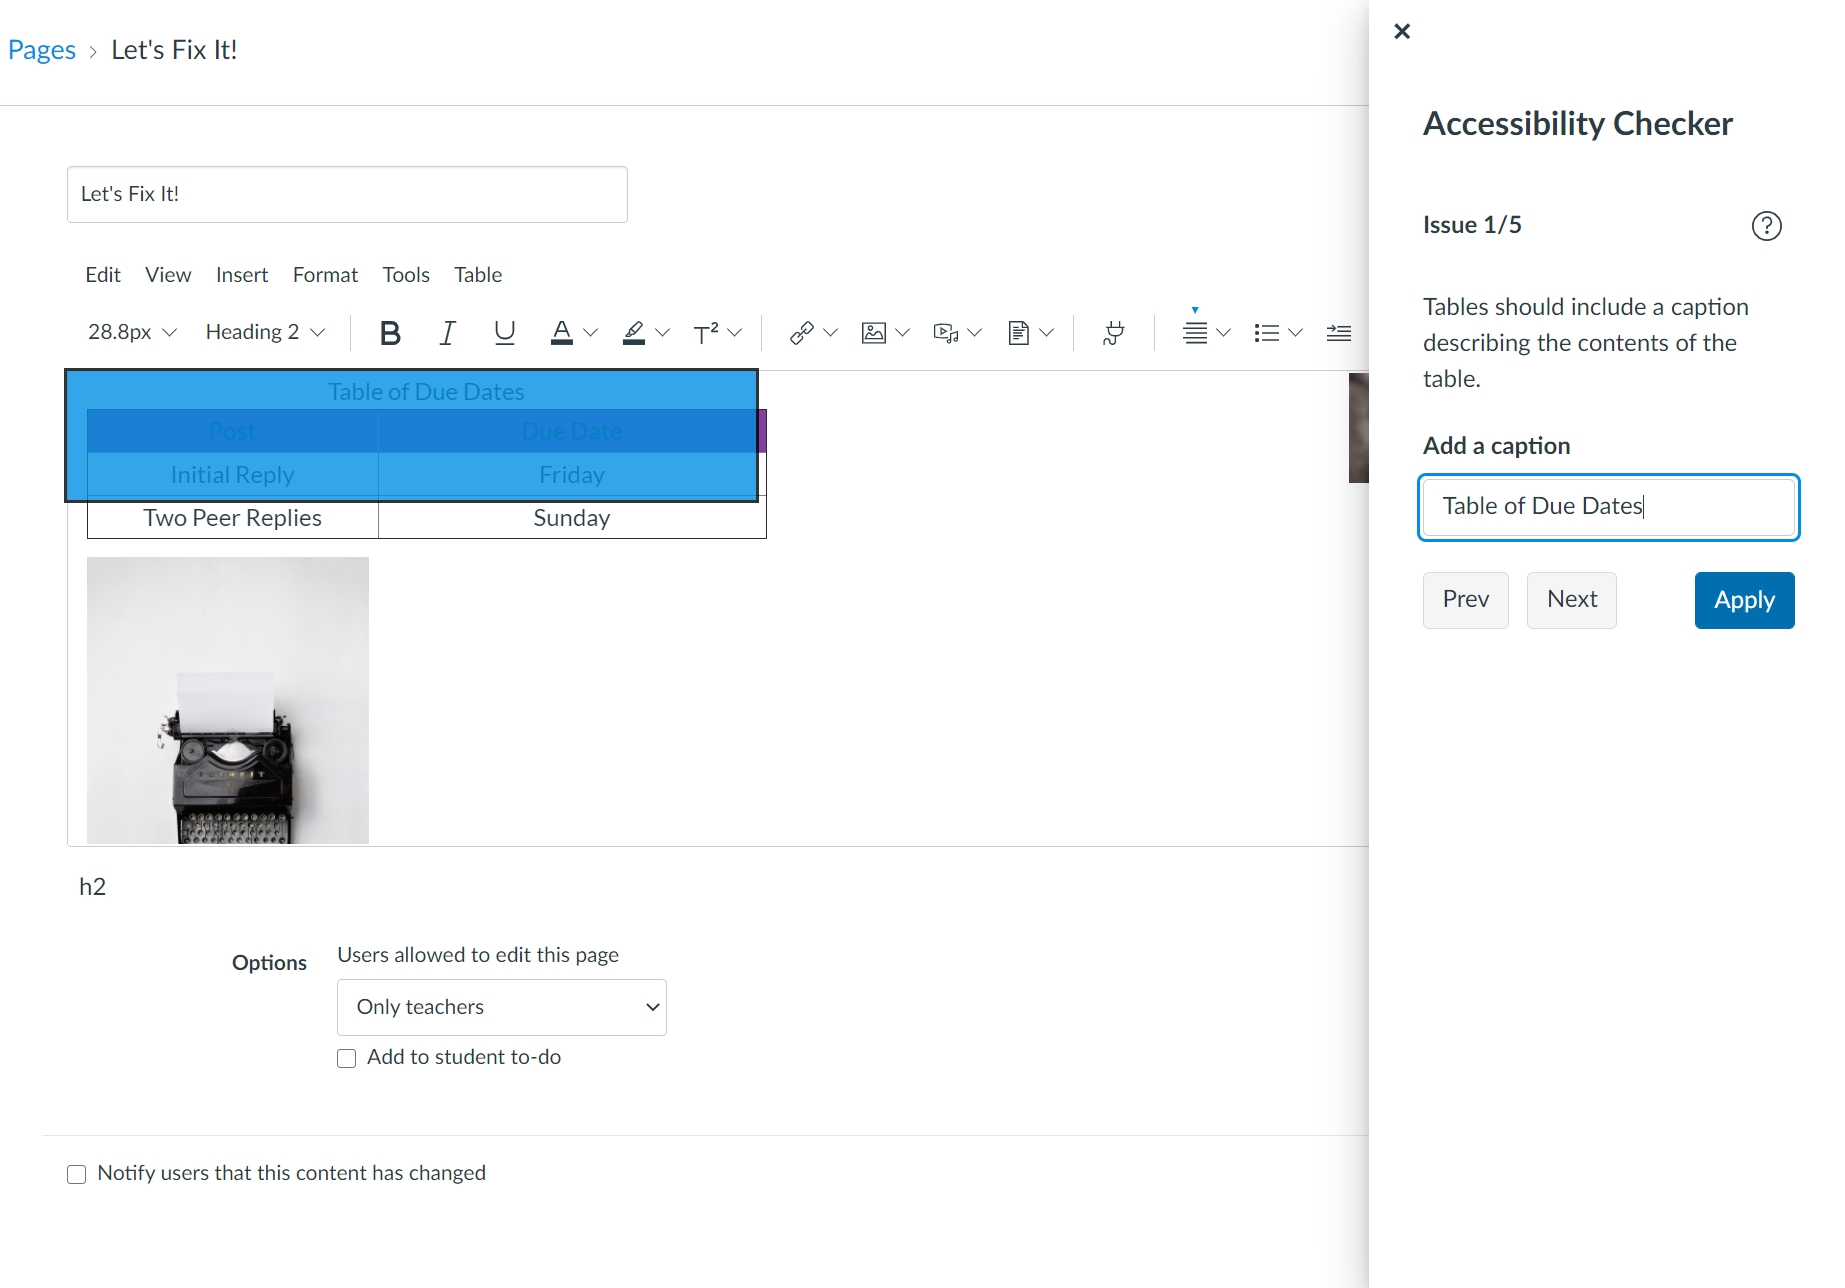 Pages > Let's Fix It!
Let's Fix It!
Edit View Insert Format Tools Table
28.8px Heading 2 B I U A T²
Table of Due Dates
Post Due Date
Initial Reply Friday
Two Peer Replies Sunday
h2
Options Users allowed to edit this page
Only teachers
Add to student to-do
Notify users that this content has changed
Accessibility Checker
Issue 1/5
Tables should include a caption
describing the contents of the
table.
Add a caption
Table of Due Dates
Prev Next Apply